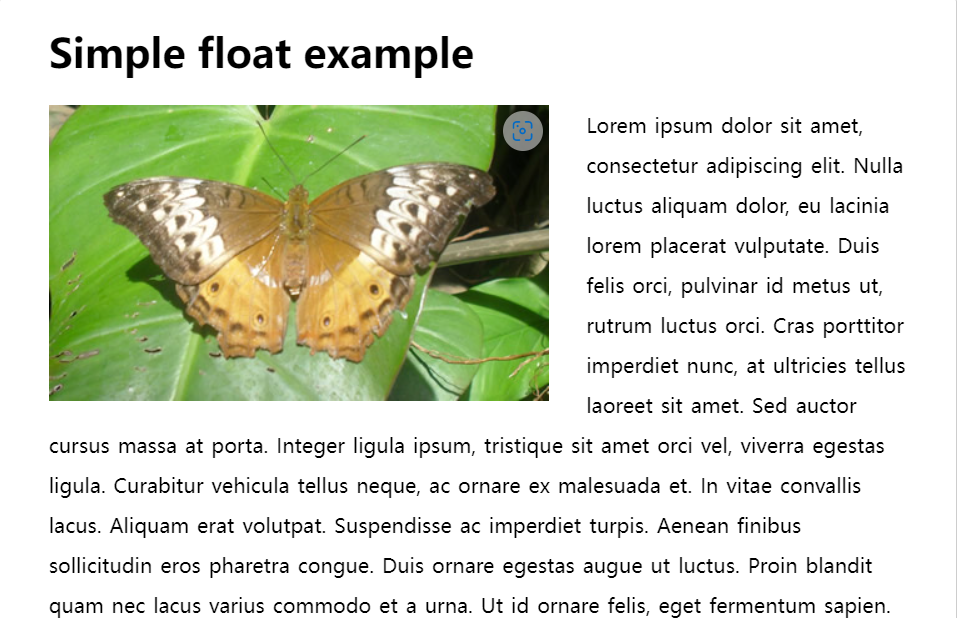 Simple float example
Lorem ipsum dolor sit amet,
consectetur adipiscing elit. Nulla
luctus aliquam dolor, eu lacinia
lorem placerat vulputate. Duis
felis orci, pulvinar id metus ut,
rutrum luctus orci. Cras porttitor
imperdiet nunc, at ultricies tellus
laoreet sit amet. Sed auctor
cursus massa at porta. Integer ligula ipsum, tristique sit amet orci vel, viverra egestas
ligula. Curabitur vehicula tellus neque, ac ornare ex malesuada et. In vitae convallis
lacus. Aliquam erat volutpat. Suspendisse ac imperdiet turpis. Aenean finibus
sollicitudin eros pharetra congue. Duis ornare egestas augue ut luctus. Proin blandit
quam nec lacus varius commodo et a urna. Ut id ornare felis, eget fermentum sapien.